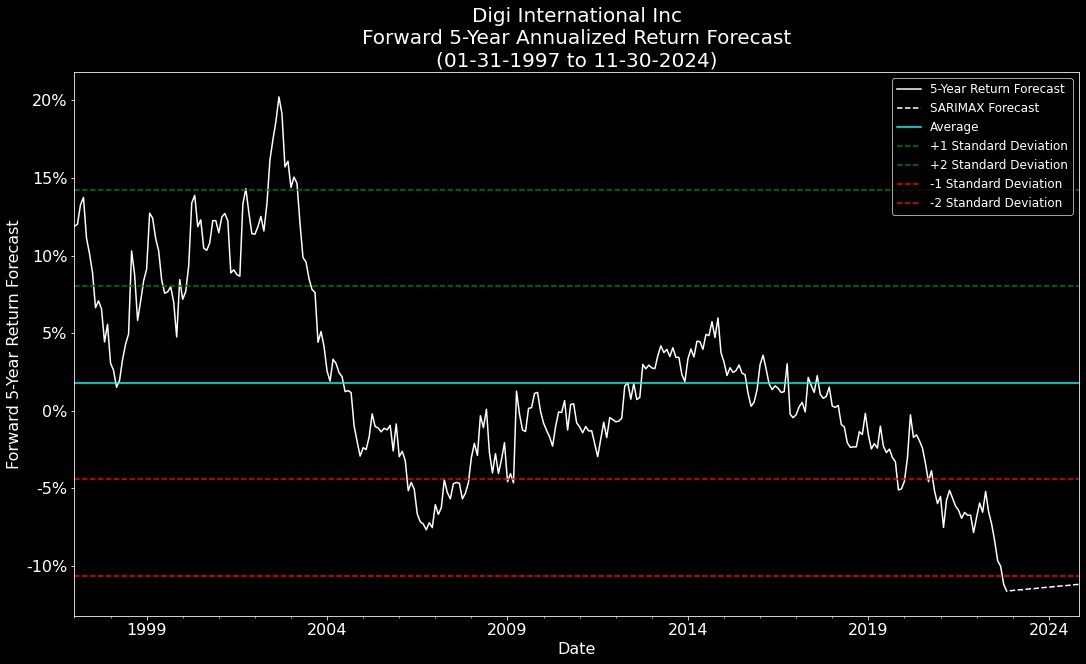 Digi International Inc
Forward 5-Year Annualized Return Forecast
(01-31-1997 to 11-30-2024)
5-Year Return Forecast
SARIMAX Forecast
Average
+1 Standard Deviation
+2 Standard Deviation
-1 Standard Deviation
-2 Standard Deviation
Forward 5-Year Return Forecast
20%
15%
10%
5%
0%
-5%
-10%
1999
2004
2009
2014
2019
2024
Date